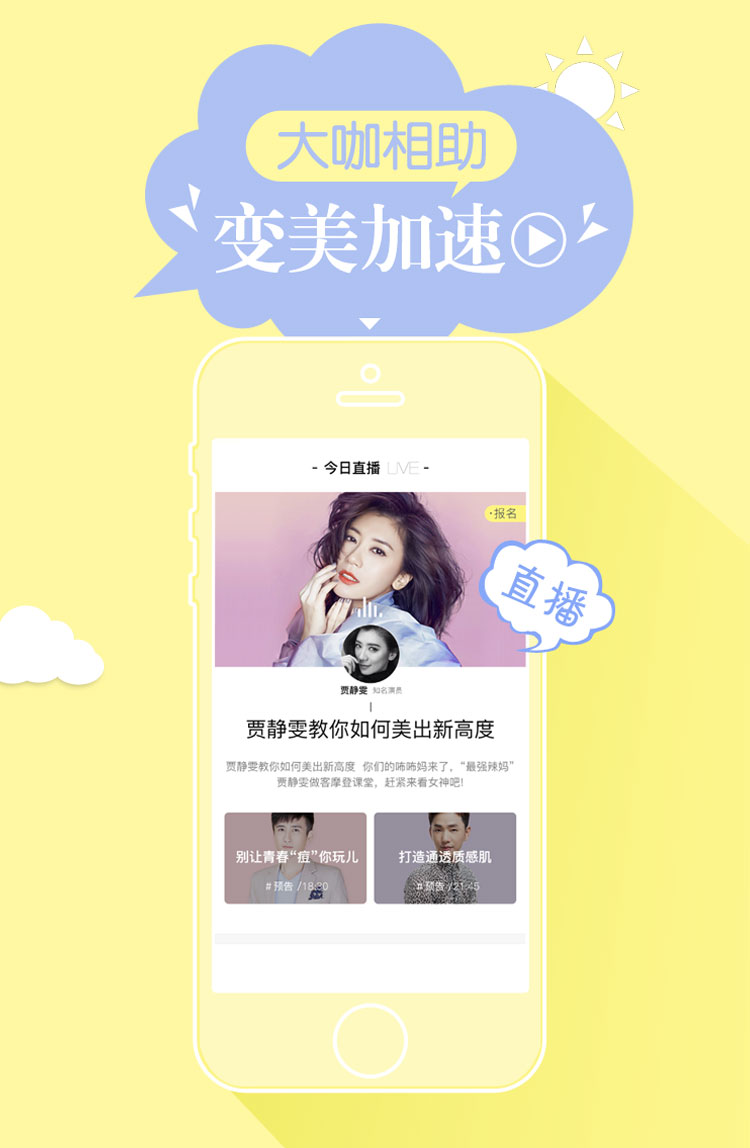 大咖相助
变美加速
- 今日直播 LIVE -
·报名
直播
贾静雯 知名演员
贾静雯教你如何美出新高度
贾静雯教你如何美出新高度 你们的咘咘妈来了，“最强辣妈”
贾静雯做客摩登课堂，赶紧来看女神吧!
别让青春“痘”你玩儿
# 预告 /18:30
打造通透质感肌
# 预告 /21:45